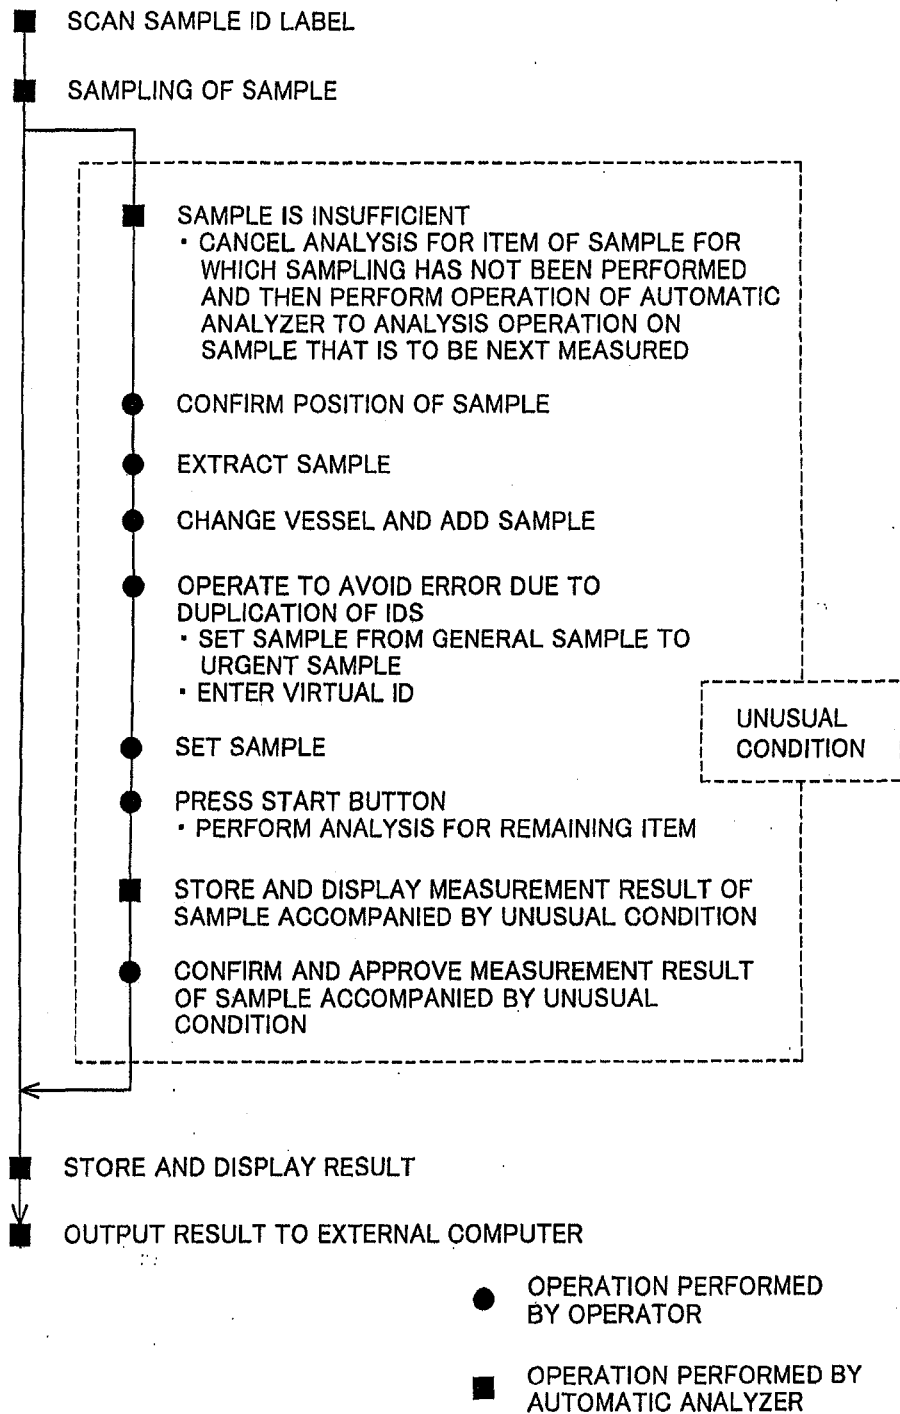 SCAN SAMPLE ID LABEL
SAMPLING OF SAMPLE
SAMPLE IS INSUFFICIENT
· CANCEL ANALYSIS FOR ITEM OF SAMPLE FOR
WHICH SAMPLING HAS NOT BEEN PERFORMED
AND THEN PERFORM OPERATION OF AUTOMATIC
ANALYZER TO ANALYSIS OPERATION ON
SAMPLE THAT IS TO BE NEXT MEASURED
CONFIRM POSITION OF SAMPLE
EXTRACT SAMPLE
CHANGE VESSEL AND ADD SAMPLE
OPERATE TO AVOID ERROR DUE TO
DUPLICATION OF IDS
· SET SAMPLE FROM GENERAL SAMPLE TO
URGENT SAMPLE
· ENTER VIRTUAL ID
UNUSUAL
CONDITION
SET SAMPLE
PRESS START BUTTON
· PERFORM ANALYSIS FOR REMAINING ITEM
STORE AND DISPLAY MEASUREMENT RESULT OF
SAMPLE ACCOMPANIED BY UNUSUAL CONDITION
CONFIRM AND APPROVE MEASUREMENT RESULT
OF SAMPLE ACCOMPANIED BY UNUSUAL
CONDITION
STORE AND DISPLAY RESULT
OUTPUT RESULT TO EXTERNAL COMPUTER
OPERATION PERFORMED
BY OPERATOR
OPERATION PERFORMED BY
AUTOMATIC ANALYZER